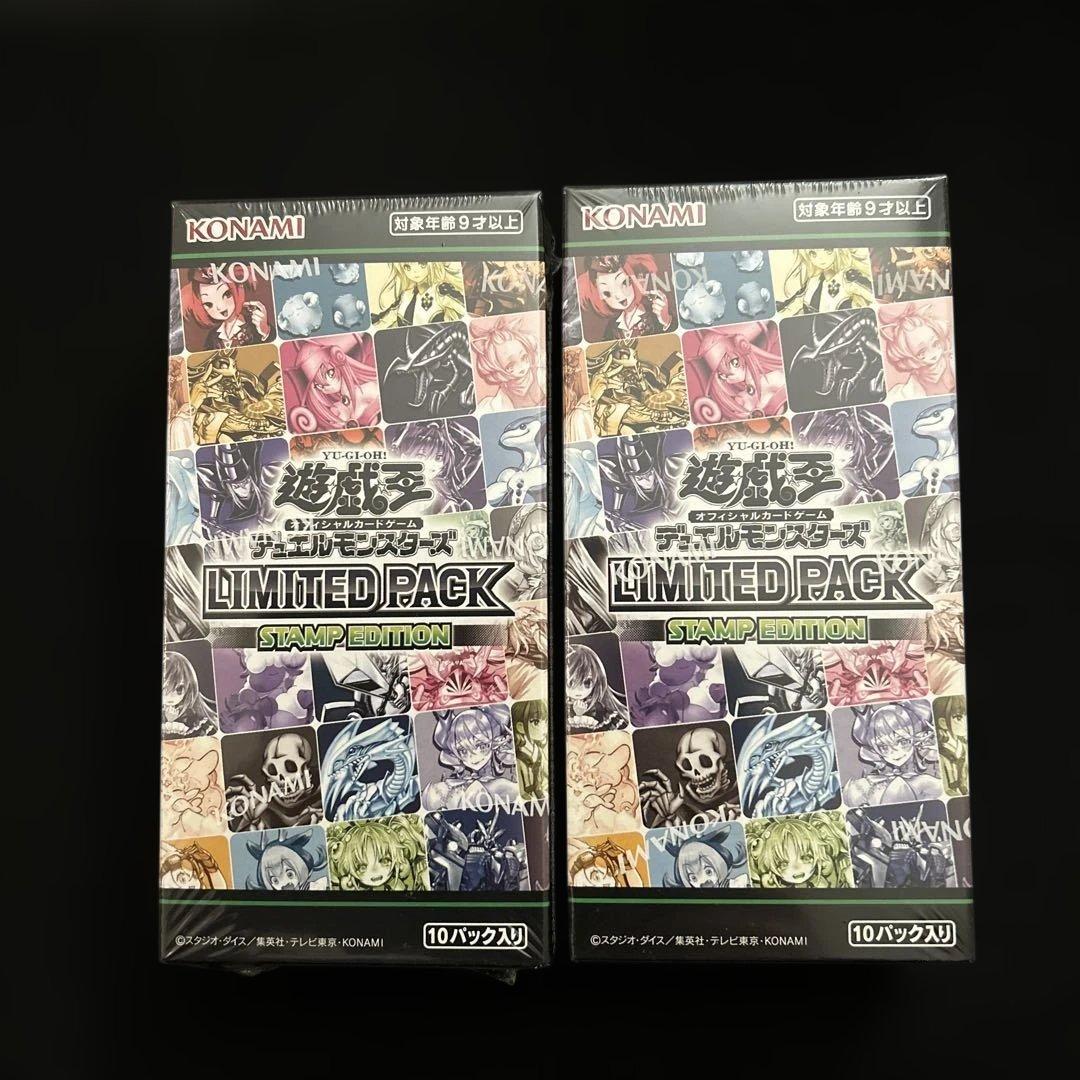 KONAMI
対象年齢9才以上
YU-GI-OH!
遊戯王
オフィシャルカードゲーム
デュエルモンスターズ
LIMITED PACK
STAMP EDITION
©スタジオ・ダイス/集英社・テレビ東京・KONAMI
10パック入り
KONAMI
KONAMI
KONAMI
KONAMI
対象年齢9才以上
YU-GI-OH!
遊戯王
オフィシャルカードゲーム
デュエルモンスターズ
LIMITED PACK
STAMP EDITION
©スタジオ・ダイス/集英社・テレビ東京・KONAMI
10パック入り
KONAMI